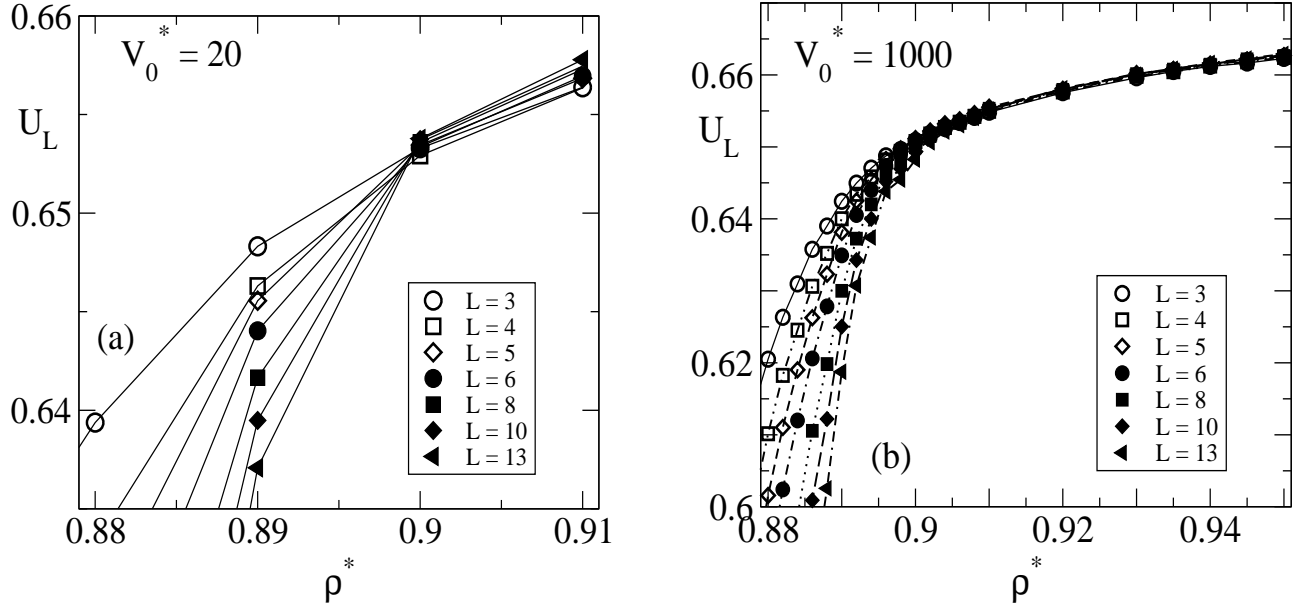 0.66
V₀* = 20
U_L
0.65
(a)
0.64
L = 3
L = 4
L = 5
L = 6
L = 8
L = 10
L = 13
0.88 0.89 0.9 0.91
ρ*
V₀* = 1000
0.66
U_L
0.64
0.62
0.6
L = 3
L = 4
L = 5
L = 6
L = 8
L = 10
L = 13
(b)
0.88 0.9 0.92 0.94
ρ*